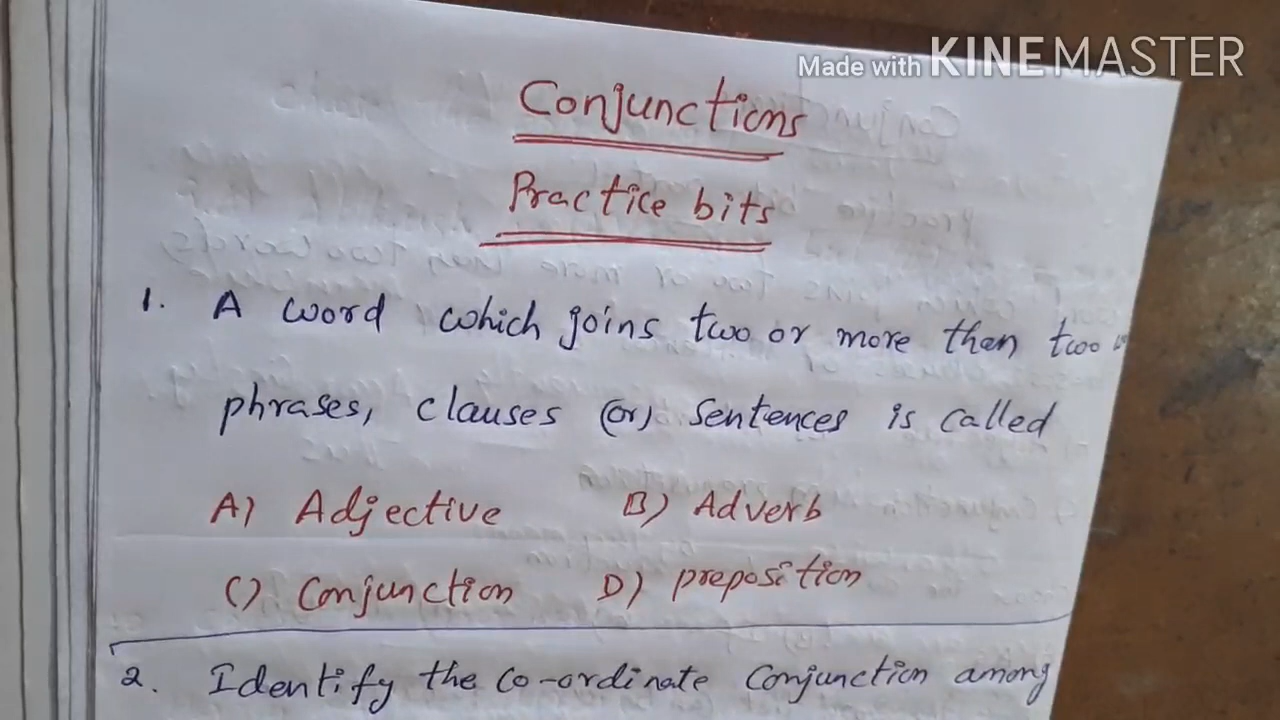 Made with KINEMASTER
Conjunctions
Practice bits
1. A word which joins two or more then two
phrases, clauses (or) sentences is called
A) Adjective B) Adverb
C) Conjunction D) preposition
2. Identify the co-ordinate Conjunction among